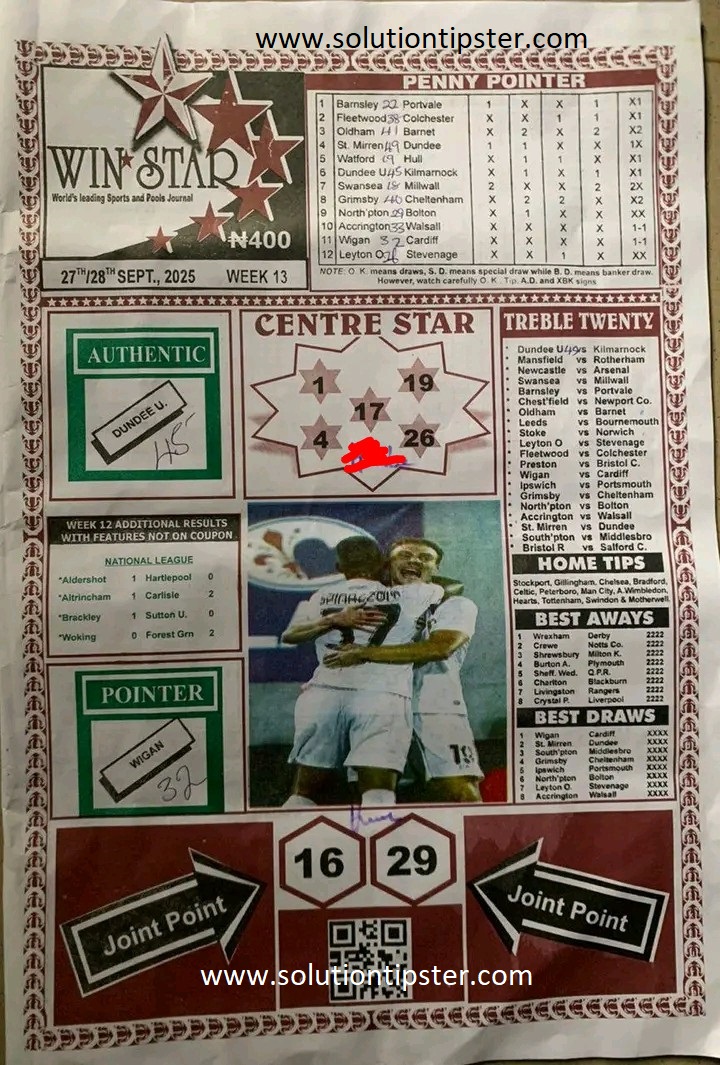 www.solutiontipster.com
WIN STAR
World's leading Sports and Pools Journal
₦400
27TH/28TH SEPT., 2025 WEEK 13
PENNY POINTER
1 Barnsley 22 Portvale 1 X X 1 X1
2 Fleetwood 38 Colchester X X 1 1 X1
3 Oldham 41 Barnet X 2 X 2 X2
4 St. Mirren 49 Dundee 1 1 X X 1X
5 Watford 19 Hull X 1 1 X X1
6 Dundee U 45 Kilmarnock X 1 X 1 X1
7 Swansea 18 Millwall 2 X X 2 2X
8 Grimsby 40 Cheltenham X 2 2 X X2
9 North'pton 29 Bolton X 1 X X XX
10 Accrington 33 Walsall X X X X 1-1
11 Wigan 32 Cardiff X X X X 1-1
12 Leyton O. Stevenage X X 1 X XX
NOTE: O. K. means draws, S. D. means special draw while B. D. means banker draw.
However, watch carefully O. K. Tip. A.D. and XBK signs
AUTHENTIC
DUNDEE U.
45
CENTRE STAR
1 19
17
4 26
TREBLE TWENTY
Dundee U 45 vs Kilmarnock
Mansfield vs Rotherham
Newcastle vs Arsenal
Swansea vs Millwall
Barnsley vs Portvale
Chest'field vs Newport Co.
Oldham vs Barnet
Leeds vs Bournemouth
Stoke vs Norwich
Leyton O vs Stevenage
Fleetwood vs Colchester
Preston vs Bristol C.
Wigan vs Cardiff
Ipswich vs Portsmouth
Grimsby vs Cheltenham
North'pton vs Bolton
Accrington vs Walsall
St. Mirren vs Dundee
South'pton vs Middlesbro
Bristol R vs Salford C.
HOME TIPS
Stockport, Gillingham, Chelsea, Bradford,
Celtic, Peterboro, Man City, A.Wimbledon,
Hearts, Tottenham, Swindon & Motherwell.
BEST AWAYS
1 Wrexham Derby 2222
2 Crewe Notts Co. 2222
3 Shrewsbury Milton K. 2222
4 Burton A. Plymouth 2222
5 Sheff. Wed. Q.P.R. 2222
6 Charlton Blackburn 2222
7 Livingston Rangers 2222
8 Crystal P. Liverpool 2222
BEST DRAWS
1 Wigan Cardiff XXXX
2 St. Mirren Dundee XXXX
3 South'pton Middlesbro XXXX
4 Grimsby Cheltenham XXXX
5 Ipswich Portsmouth XXXX
6 North'pton Bolton XXXX
7 Leyton O. Stevenage XXXX
8 Accrington Walsall XXXX
WEEK 12 ADDITIONAL RESULTS
WITH FEATURES NOT ON COUPON
NATIONAL LEAGUE
*Aldershot 1 Hartlepool 0
*Altrincham 1 Carlisle 2
*Brackley 1 Sutton U. 0
*Woking 0 Forest Grn 2
POINTER
WIGAN
32
17
19
Joint Point
16 29
Joint Point
www.solutiontipster.com